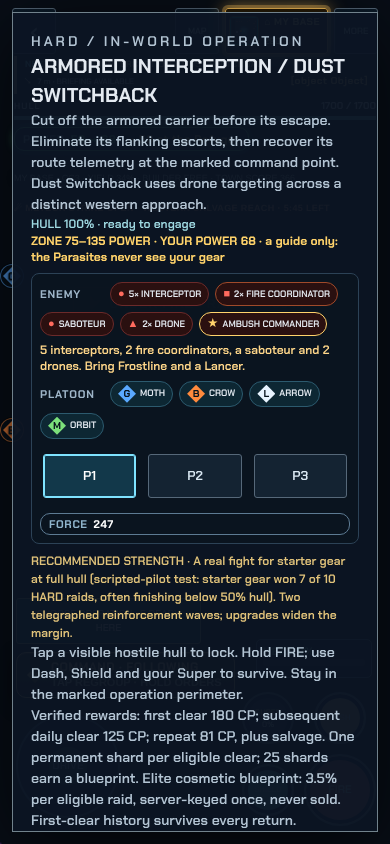 HARD / IN-WORLD OPERATION
ARMORED INTERCEPTION / DUST
SWITCHBACK
Cut off the armored carrier before its escape.
Eliminate its flanking escorts, then recover its
route telemetry at the marked command point.
Dust Switchback uses drone targeting across a
distinct western approach.
HULL 100% · ready to engage
ZONE 75–135 POWER · YOUR POWER 68 · a guide only:
the Parasites never see your gear
ENEMY
5× INTERCEPTOR
2× FIRE COORDINATOR
SABOTEUR
2× DRONE
AMBUSH COMMANDER
5 interceptors, 2 fire coordinators, a saboteur and 2
drones. Bring Frostline and a Lancer.
PLATOON
G MOTH
B CROW
L ARROW
M ORBIT
P1
P2
P3
FORCE 247
RECOMMENDED STRENGTH · A real fight for starter gear
at full hull (scripted-pilot test: starter gear won 7 of 10
HARD raids, often finishing below 50% hull). Two
telegraphed reinforcement waves; upgrades widen the
margin.
Tap a visible hostile hull to lock. Hold FIRE; use
Dash, Shield and your Super to survive. Stay in
the marked operation perimeter.
Verified rewards: first clear 180 CP; subsequent
daily clear 125 CP; repeat 81 CP, plus salvage. One
permanent shard per eligible clear; 25 shards
earn a blueprint. Elite cosmetic blueprint: 3.5%
per eligible raid, server-keyed once, never sold.
First-clear history survives every return.